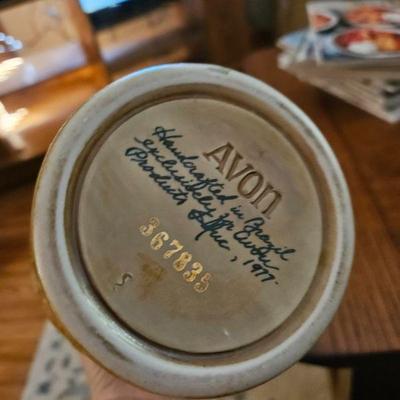 AVON
Handcrafted in Brazil
exclusively for Avon
Products Inc., 1977.
367835
S